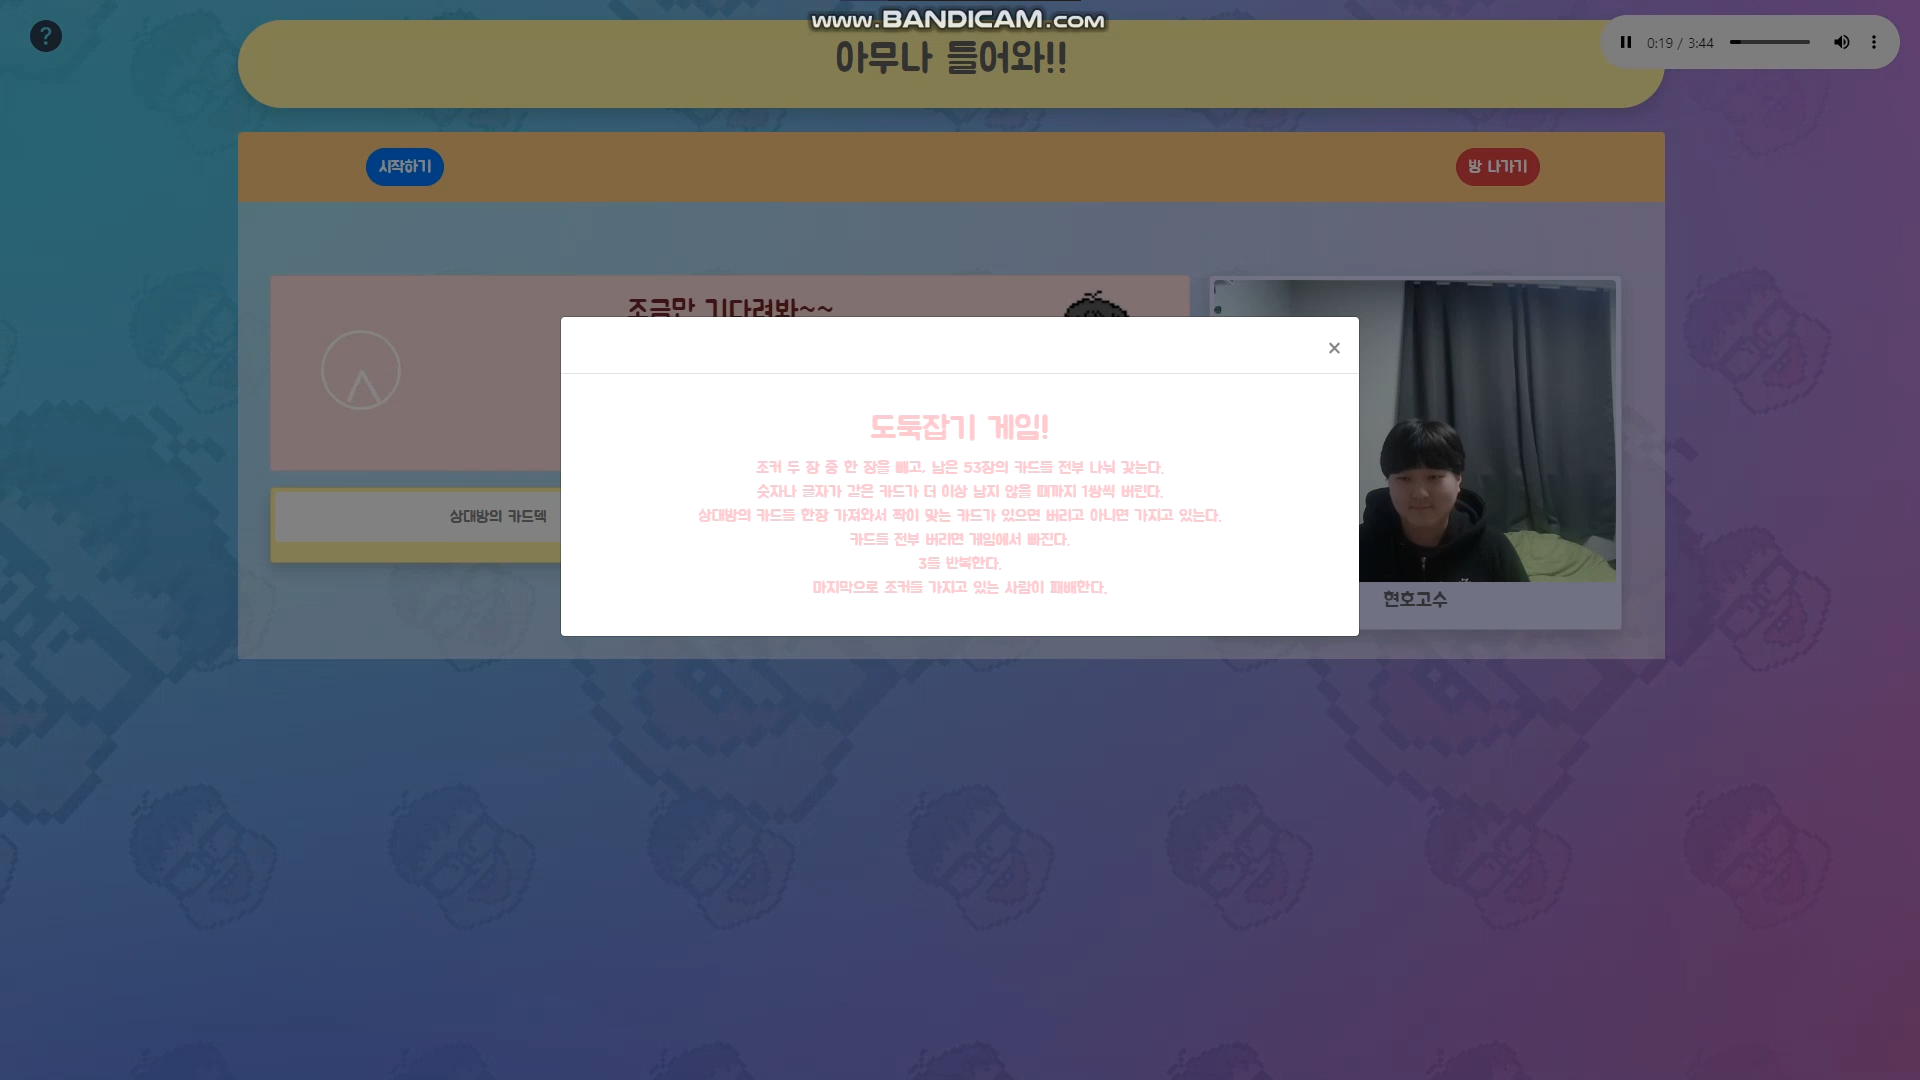 www.BANDICAM.com
?
아무나 들어와!!
0:19 / 3:44
시작하기
방 나가기
조금만 기다려봐~~
×
도둑잡기 게임!
조커 두 장 중 한 장을 빼고, 남은 53장의 카드를 전부 나눠 갖는다.
숫자나 글자가 같은 카드가 더 이상 남지 않을 때까지 1쌍씩 버린다.
상대방의 카드를 한장 가져와서 짝이 맞는 카드가 있으면 버리고 아니면 가지고 있는다.
카드를 전부 버리면 게임에서 빠진다.
3을 반복한다.
마지막으로 조커를 가지고 있는 사람이 패배한다.
상대방의 카드덱
현호고수